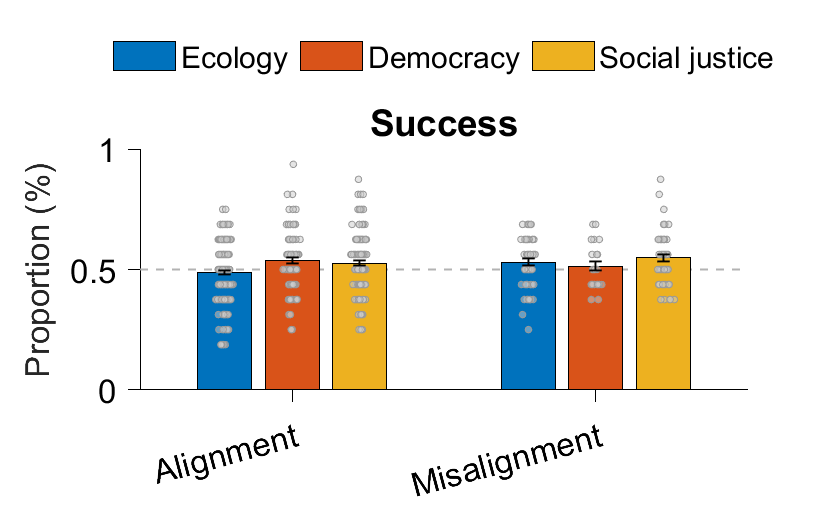 Ecology Democracy Social justice
Success
Proportion (%)
1
0.5
0
Alignment
Misalignment